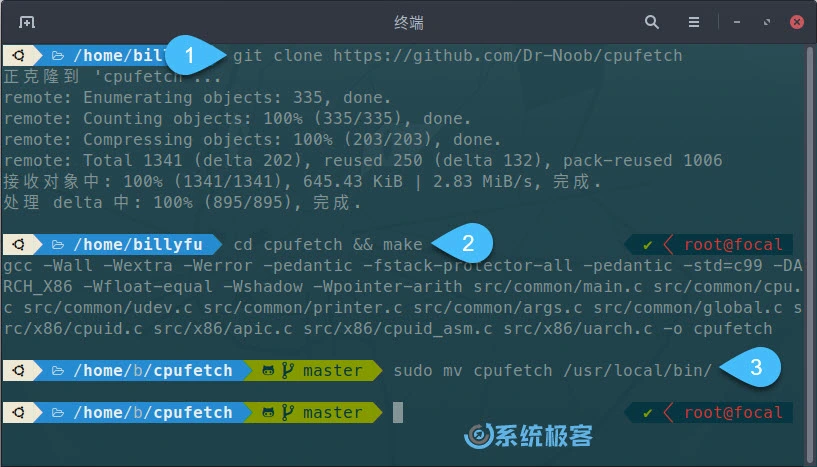 终端
/home/billyfu 1 git clone https://github.com/Dr-Noob/cpufetch
正克隆到 'cpufetch'...
remote: Enumerating objects: 335, done.
remote: Counting objects: 100% (335/335), done.
remote: Compressing objects: 100% (203/203), done.
remote: Total 1341 (delta 202), reused 250 (delta 132), pack-reused 1006
接收对象中: 100% (1341/1341), 645.43 KiB | 2.83 MiB/s, 完成.
处理 delta 中: 100% (895/895), 完成.
/home/billyfu cd cpufetch && make 2 ✔ root@focal
gcc -Wall -Wextra -Werror -pedantic -fstack-protector-all -pedantic -std=c99 -DA
RCH_X86 -Wfloat-equal -Wshadow -Wpointer-arith src/common/main.c src/common/cpu.
c src/common/udev.c src/common/printer.c src/common/args.c src/common/global.c s
rc/x86/cpuid.c src/x86/apic.c src/x86/cpuid_asm.c src/x86/uarch.c -o cpufetch
/home/b/cpufetch master sudo mv cpufetch /usr/local/bin/ 3
/home/b/cpufetch master ✔ root@focal
系统极客